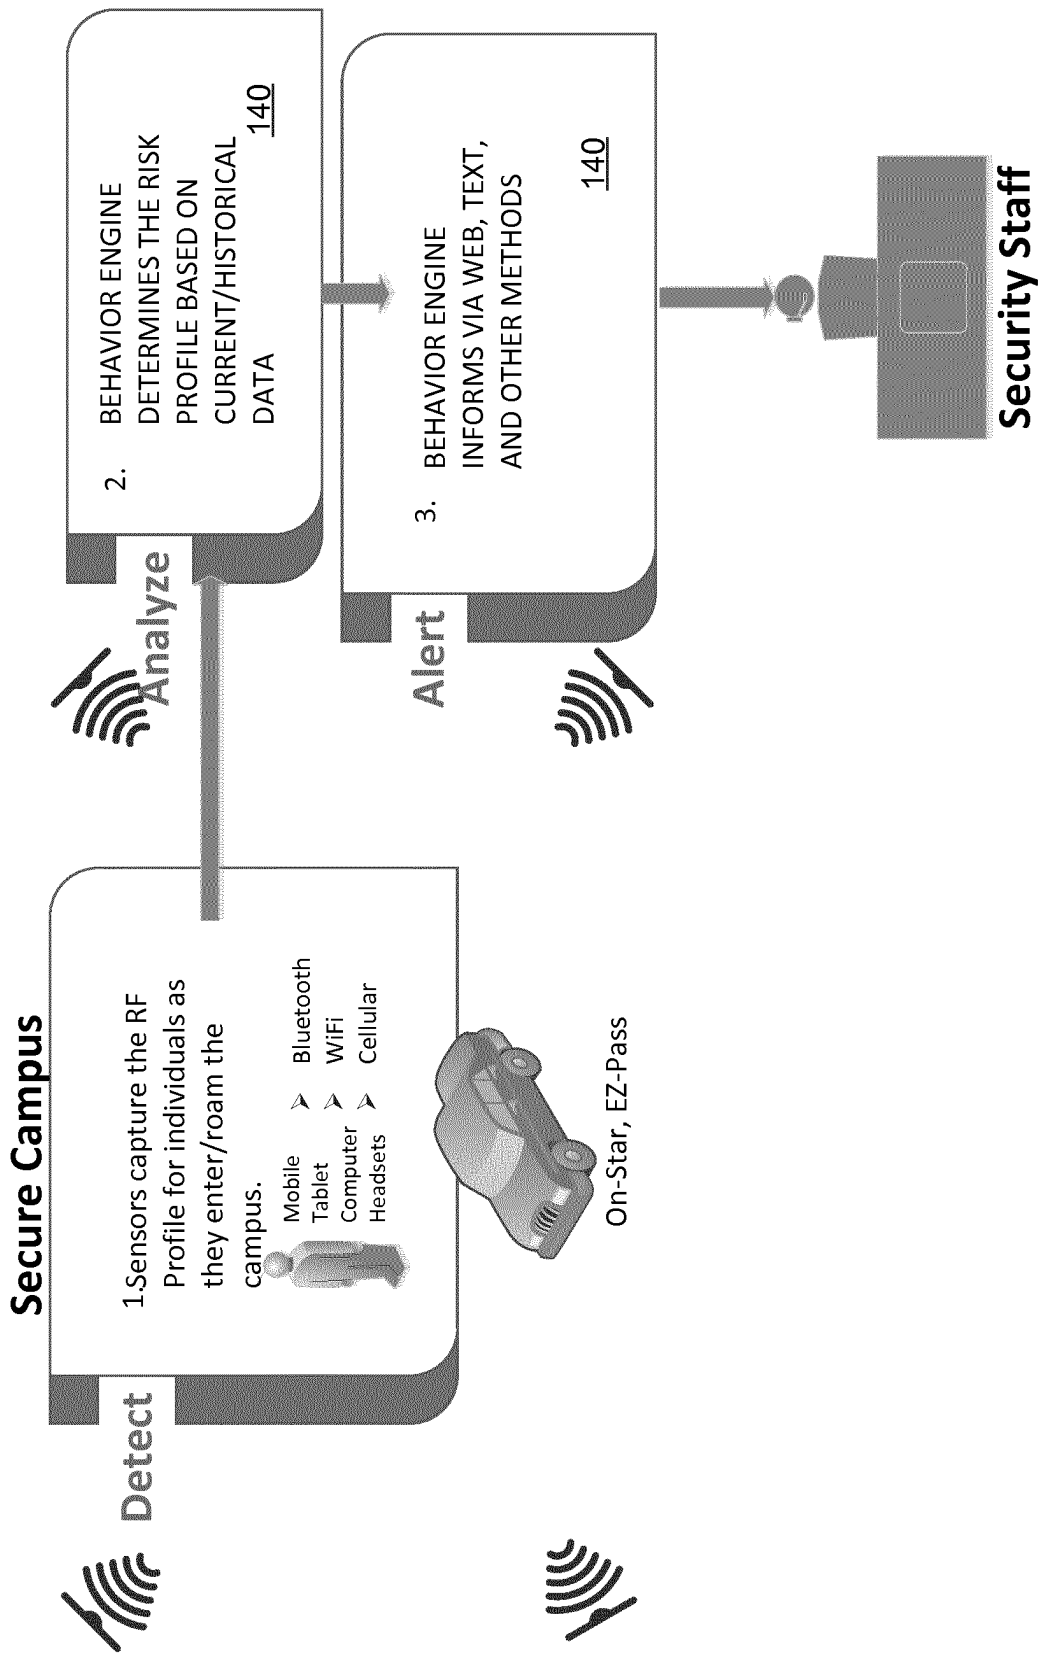 Secure Campus
Detect
1.Sensors capture the RF
Profile for individuals as
they enter/roam the
campus.
Mobile
Tablet
Computer
Headsets
➢ Bluetooth
➢ WiFi
➢ Cellular
On-Star, EZ-Pass
Analyze
2. BEHAVIOR ENGINE
DETERMINES THE RISK
PROFILE BASED ON
CURRENT/HISTORICAL
DATA
140
Alert
3. BEHAVIOR ENGINE
INFORMS VIA WEB, TEXT,
AND OTHER METHODS
140
Security Staff